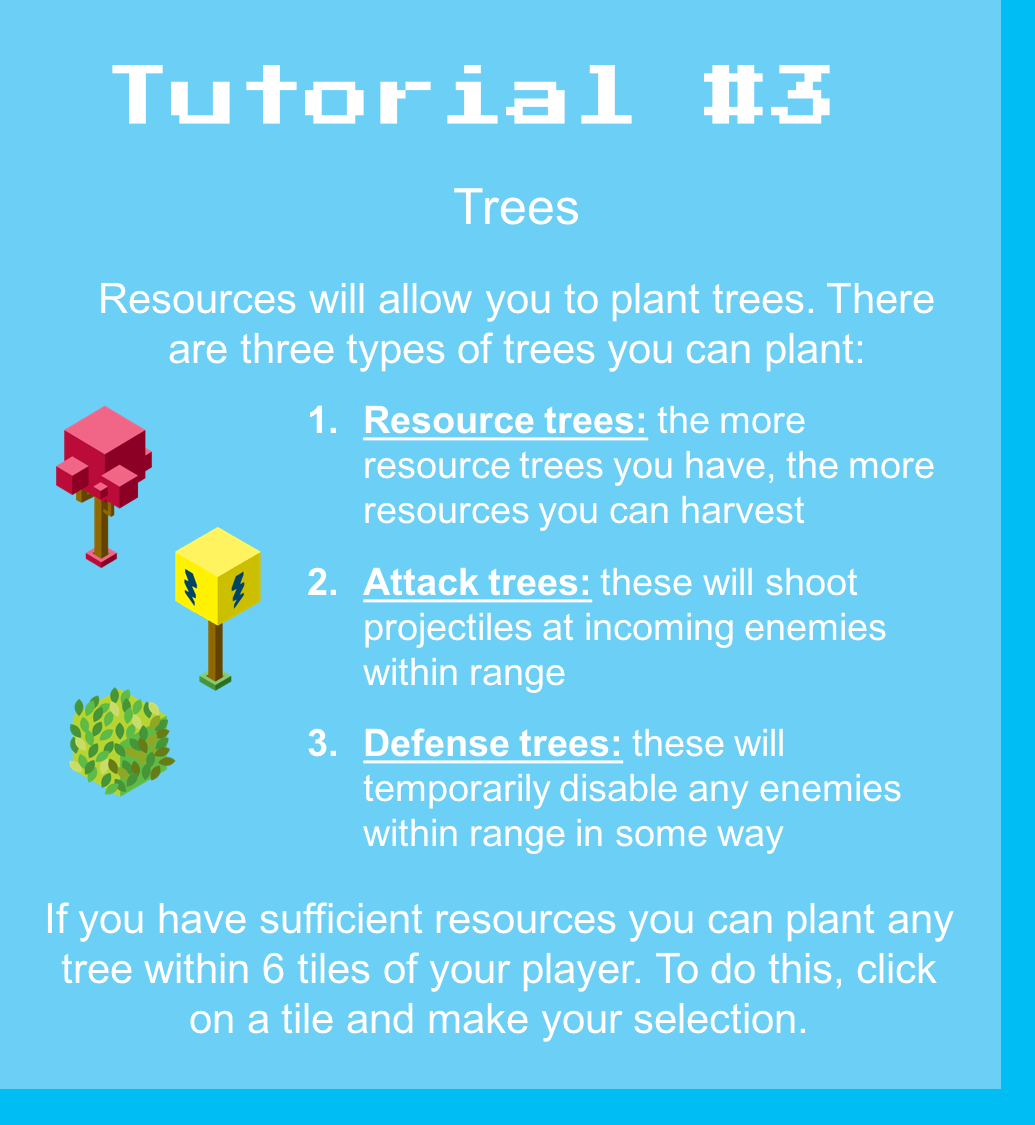 Tutorial #3
Trees
Resources will allow you to plant trees. There
are three types of trees you can plant:
1. Resource trees: the more
resource trees you have, the more
resources you can harvest
2. Attack trees: these will shoot
projectiles at incoming enemies
within range
3. Defense trees: these will
temporarily disable any enemies
within range in some way
If you have sufficient resources you can plant any
tree within 6 tiles of your player. To do this, click
on a tile and make your selection.